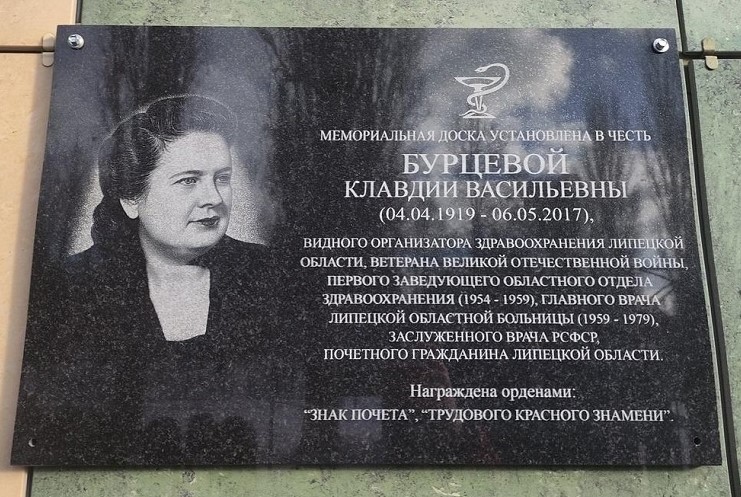 МЕМОРИАЛЬНАЯ ДОСКА УСТАНОВЛЕНА В ЧЕСТЬ
БУРЦЕВОЙ
КЛАВДИИ ВАСИЛЬЕВНЫ
(04.04.1919 - 06.05.2017),
ВИДНОГО ОРГАНИЗАТОРА ЗДРАВООХРАНЕНИЯ ЛИПЕЦКОЙ
ОБЛАСТИ, ВЕТЕРАНА ВЕЛИКОЙ ОТЕЧЕСТВЕННОЙ ВОЙНЫ,
ПЕРВОГО ЗАВЕДУЮЩЕГО ОБЛАСТНОГО ОТДЕЛА
ЗДРАВООХРАНЕНИЯ (1954 - 1959), ГЛАВНОГО ВРАЧА
ЛИПЕЦКОЙ ОБЛАСТНОЙ БОЛЬНИЦЫ (1959 - 1979),
ЗАСЛУЖЕННОГО ВРАЧА РСФСР,
ПОЧЕТНОГО ГРАЖДАНИНА ЛИПЕЦКОЙ ОБЛАСТИ.
Награждена орденами:
“ЗНАК ПОЧЕТА”, “ТРУДОВОГО КРАСНОГО ЗНАМЕНИ”.